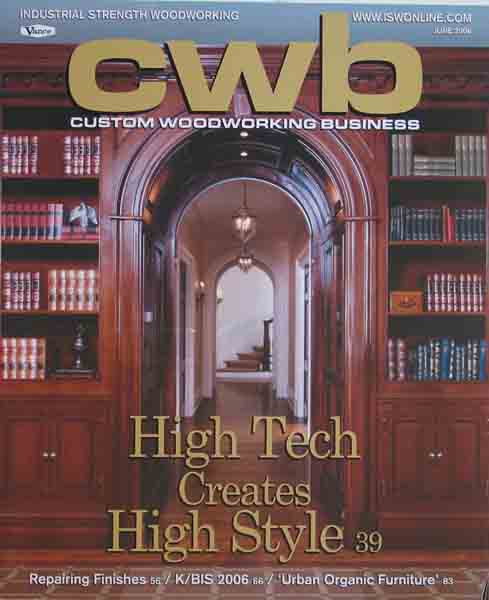 INDUSTRIAL STRENGTH WOODWORKING
WWW.ISWONLINE.COM
Vance
JUNE 2006
cwb
CUSTOM WOODWORKING BUSINESS
High Tech
Creates
High Style 39
Repairing Finishes 56 / K/BIS 2006 66 / 'Urban Organic Furniture' 83